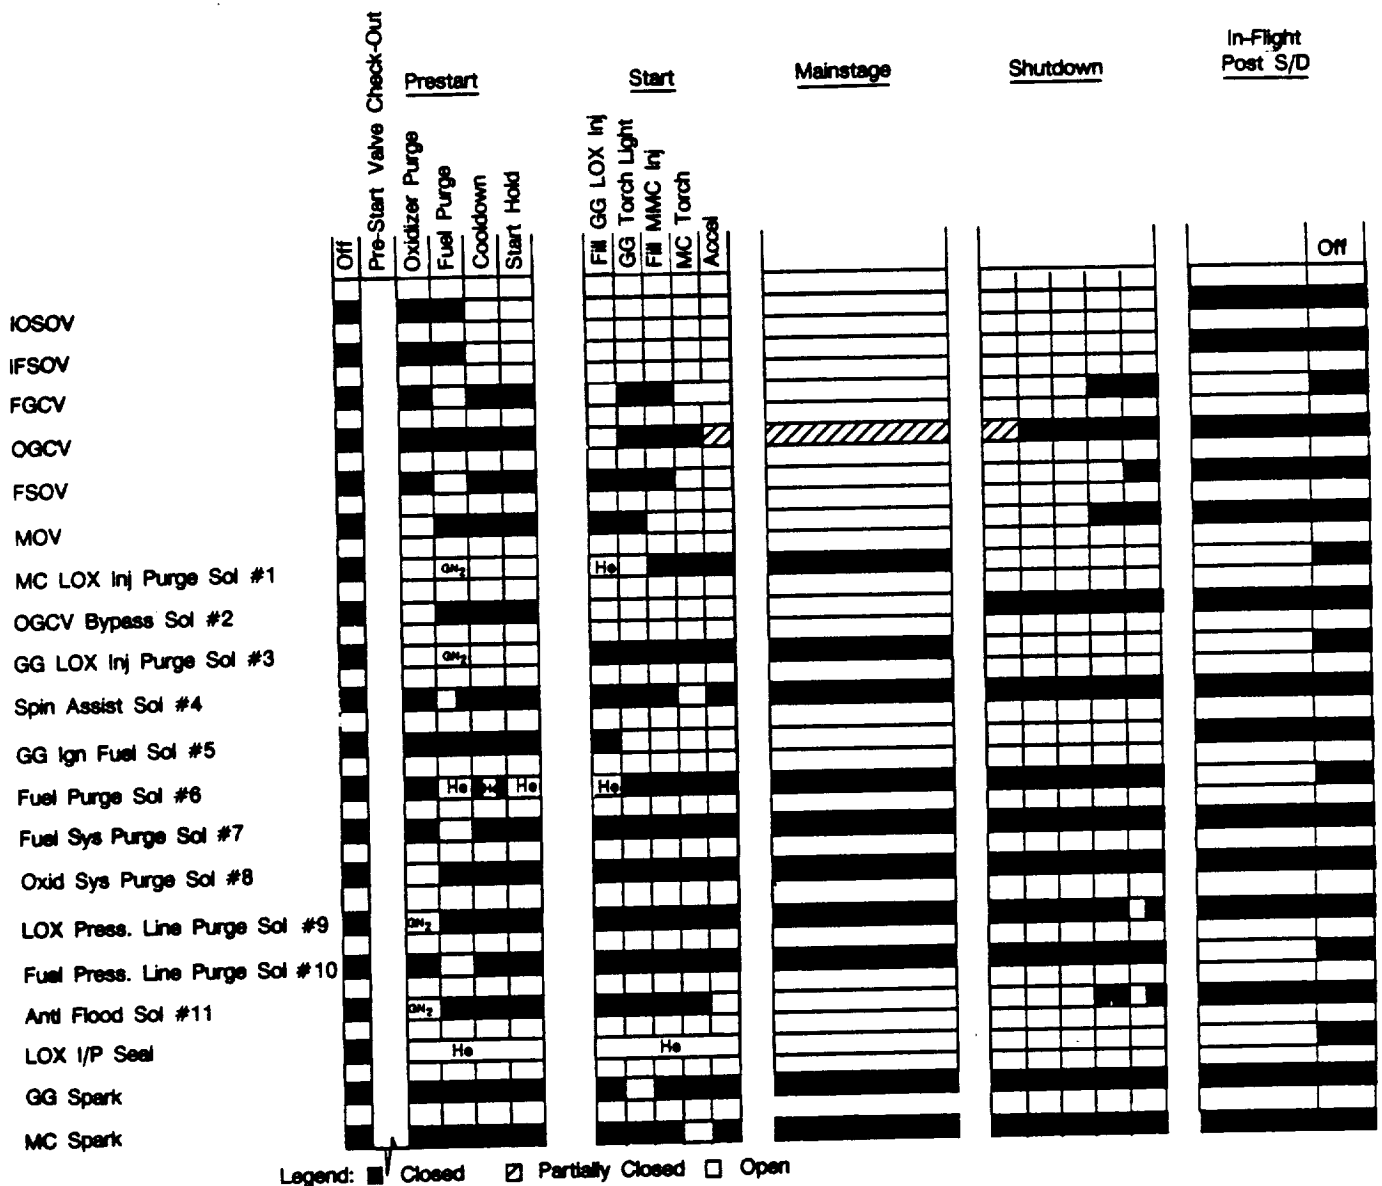 In-Flight
Post S/D
Prestart
Start
Mainstage
Shutdown
Off
Pre-Start Valve Check-Out
Oxidizer Purge
Fuel Purge
Cooldown
Start Hold
Fill GG LOX Inj
GG Torch Light
Fill MMC Inj
MC Torch
Accel
Off
IOSOV
IFSOV
FGCV
OGCV
FSOV
MOV
MC LOX Inj Purge Sol #1
GN2
He
OGCV Bypass Sol #2
GG LOX Inj Purge Sol #3
GN2
Spin Assist Sol #4
GG Ign Fuel Sol #5
Fuel Purge Sol #6
He
He
He
Fuel Sys Purge Sol #7
Oxid Sys Purge Sol #8
LOX Press. Line Purge Sol #9
GN2
Fuel Press. Line Purge Sol #10
Anti Flood Sol #11
GN2
LOX I/P Seal
He
He
GG Spark
MC Spark
Legend: Closed Partially Closed Open